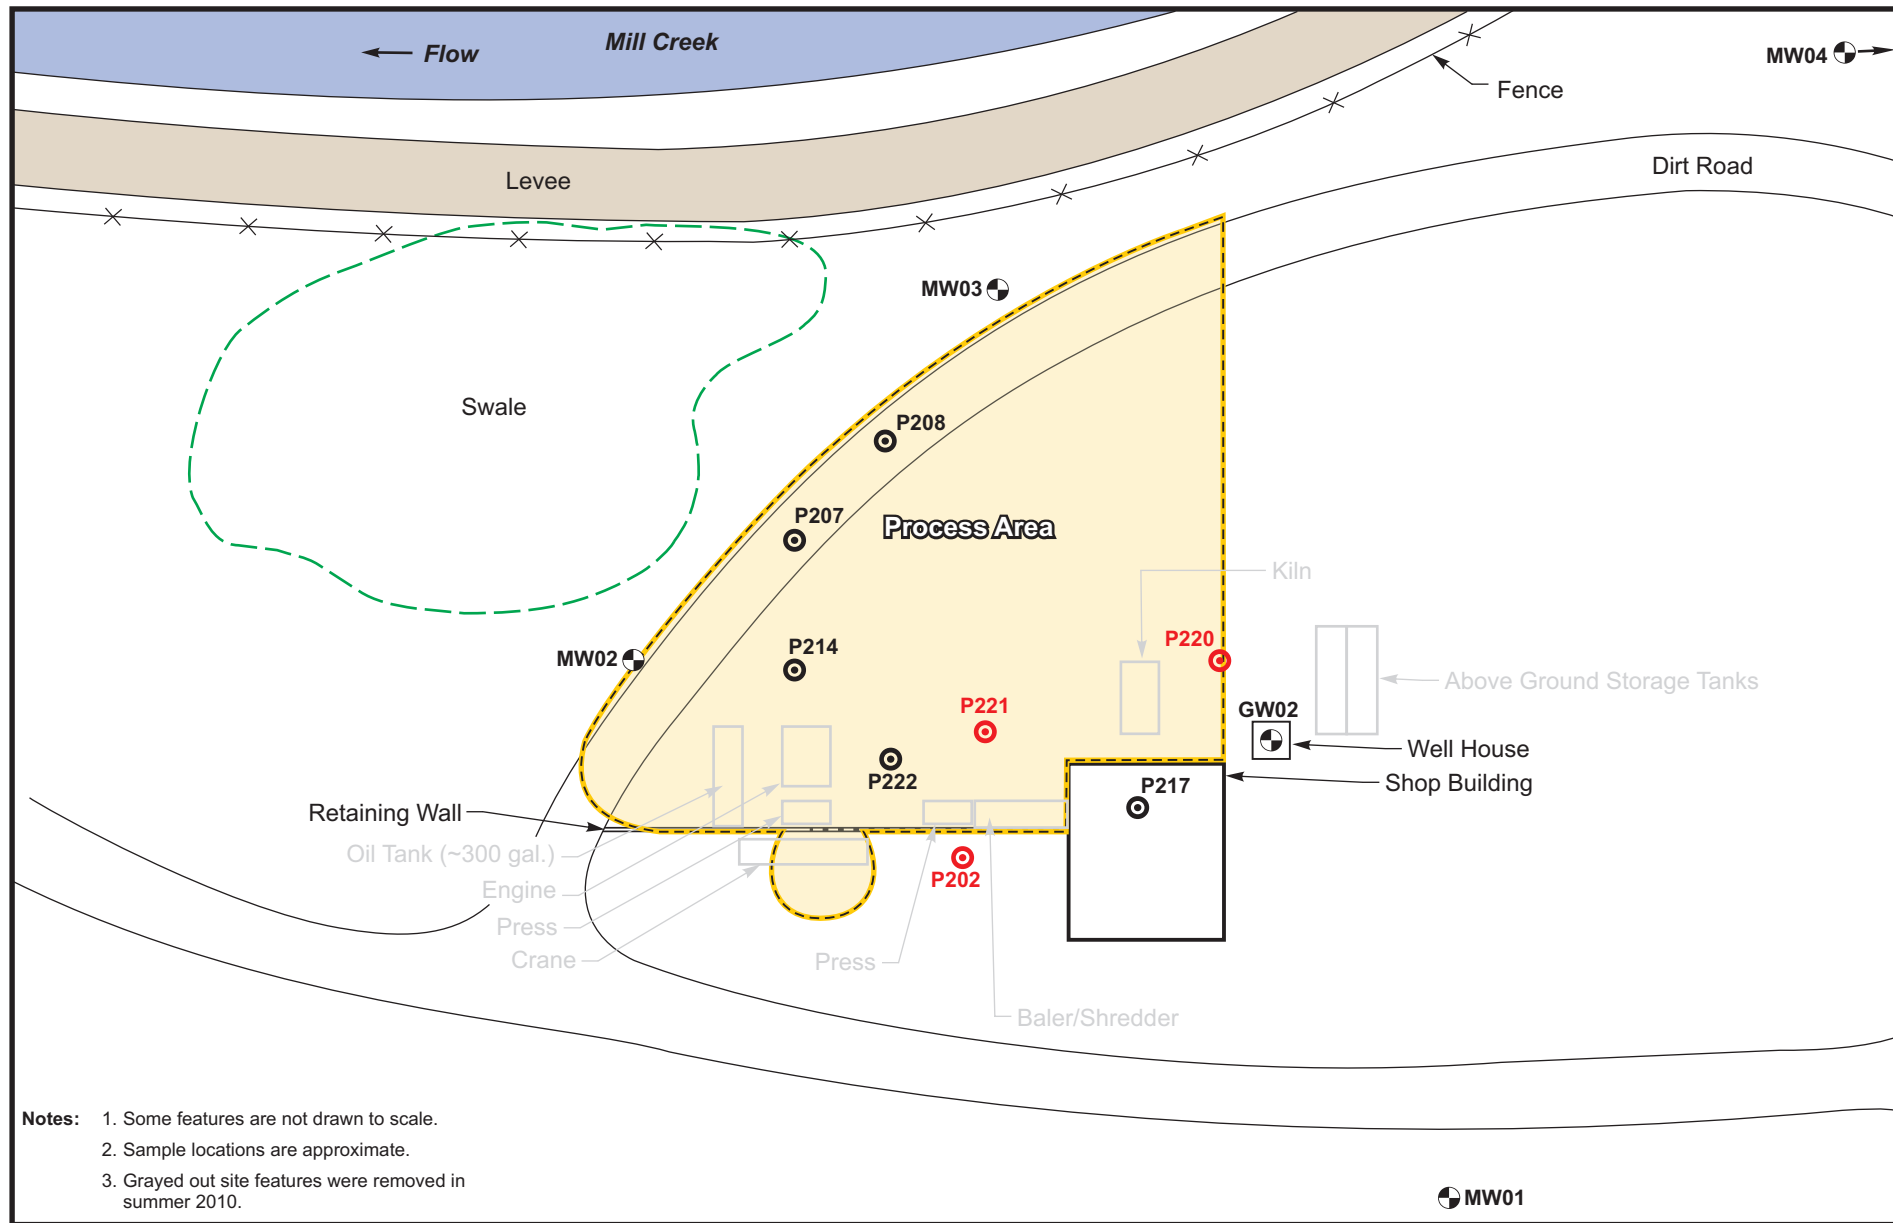 Mill Creek
Flow
MW04
Fence
Dirt Road
Levee
MW03
Swale
P208
P207
Process Area
Kiln
P220
P214
MW02
Above Ground Storage Tanks
P221
GW02
Well House
P222
Shop Building
P217
Retaining Wall
Oil Tank (~300 gal.)
P202
Engine
Press
Crane
Press
Baler/Shredder
Notes: 1. Some features are not drawn to scale.
2. Sample locations are approximate.
3. Grayed out site features were removed in
summer 2010.
MW01